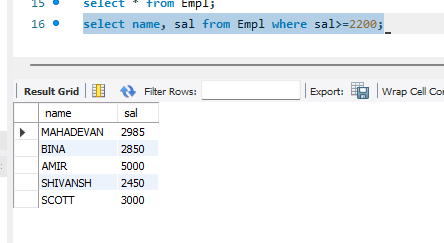 15 select * from Empl;
16 select name, sal from Empl where sal>=2200;
Result Grid Filter Rows: Export: Wrap Cell Co
name sal
MAHADEVAN 2985
BINA 2850
AMIR 5000
SHIVANSH 2450
SCOTT 3000